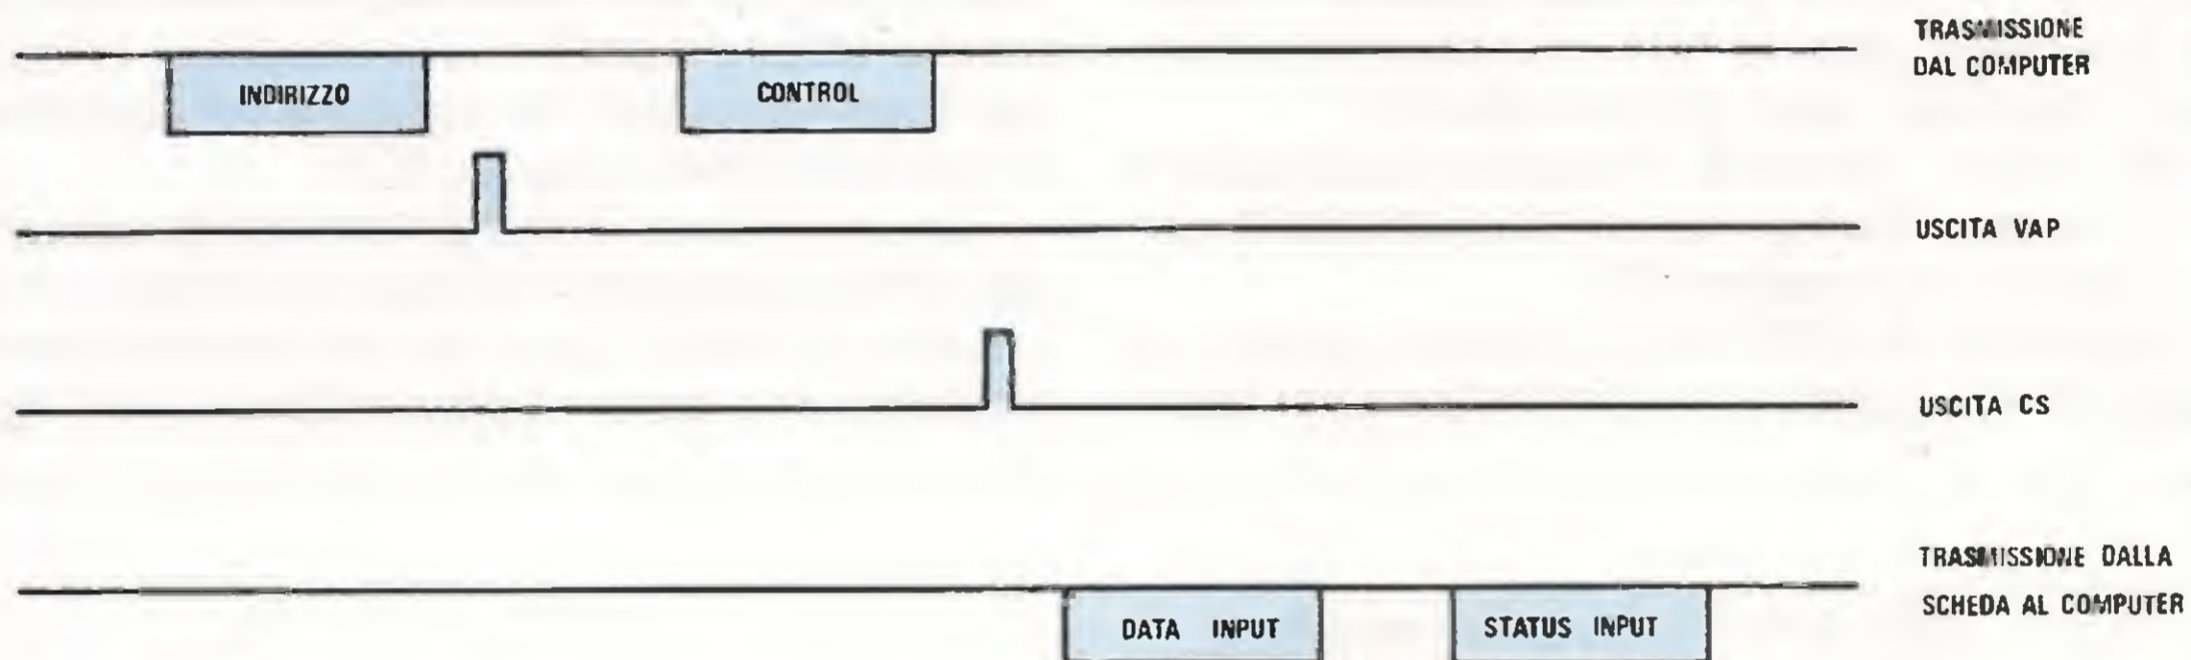 TRASMISSIONE
DAL COMPUTER
INDIRIZZO
CONTROL
USCITA VAP
USCITA CS
TRASMISSIONE DALLA
SCHEDA AL COMPUTER
DATA INPUT
STATUS INPUT